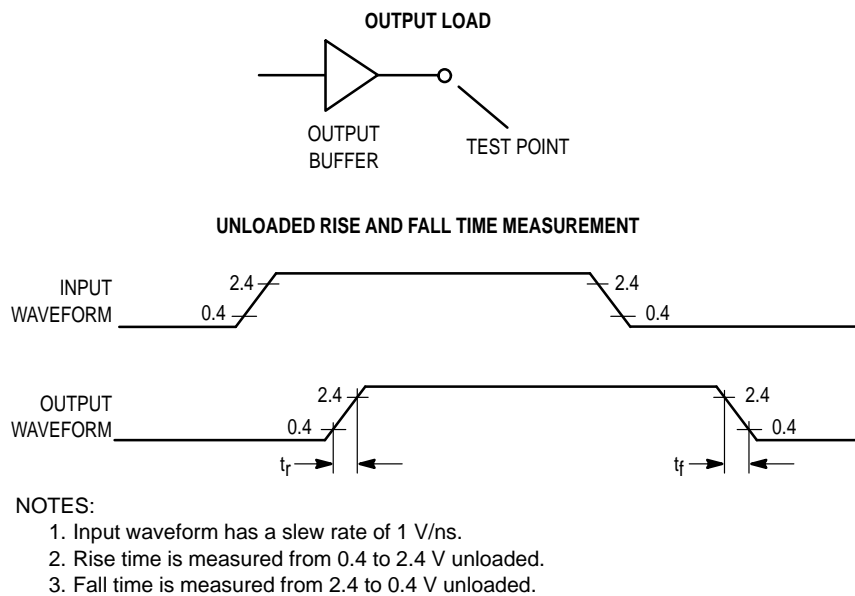 OUTPUT LOAD
OUTPUT
BUFFER
TEST POINT
UNLOADED RISE AND FALL TIME MEASUREMENT
INPUT
WAVEFORM
2.4
0.4
2.4
0.4
OUTPUT
WAVEFORM
2.4
0.4
2.4
0.4
tr
tf
NOTES:
1. Input waveform has a slew rate of 1 V/ns.
2. Rise time is measured from 0.4 to 2.4 V unloaded.
3. Fall time is measured from 2.4 to 0.4 V unloaded.